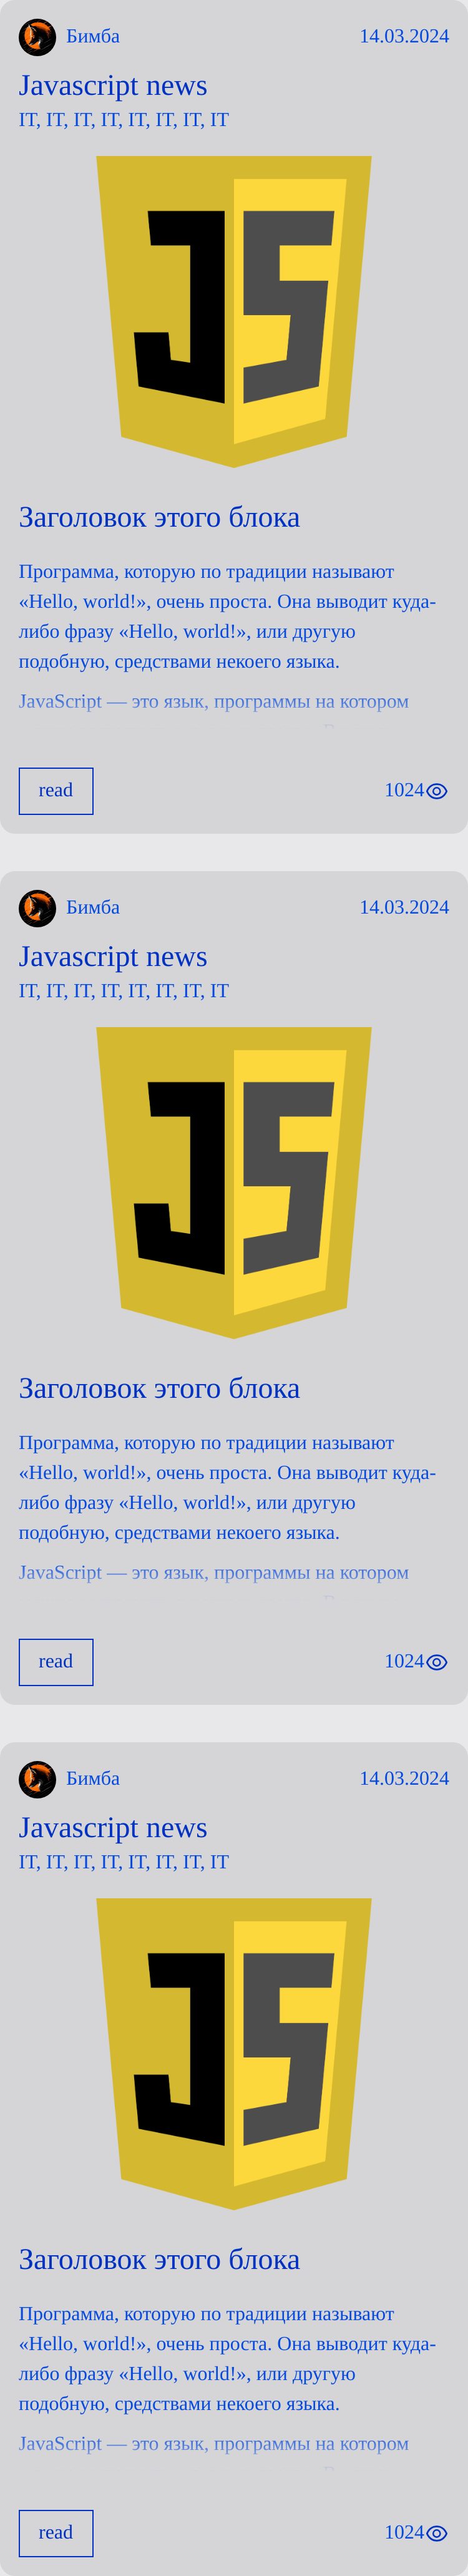 Бимба 14.03.2024
Javascript news
IT, IT, IT, IT, IT, IT, IT, IT
JS
Заголовок этого блока
Программа, которую по традиции называют
«Hello, world!», очень проста. Она выводит куда-
либо фразу «Hello, world!», или другую
подобную, средствами некоего языка.
JavaScript — это язык, программы на котором
read 1024
Бимба 14.03.2024
Javascript news
IT, IT, IT, IT, IT, IT, IT, IT
JS
Заголовок этого блока
Программа, которую по традиции называют
«Hello, world!», очень проста. Она выводит куда-
либо фразу «Hello, world!», или другую
подобную, средствами некоего языка.
JavaScript — это язык, программы на котором
read 1024
Бимба 14.03.2024
Javascript news
IT, IT, IT, IT, IT, IT, IT, IT
JS
Заголовок этого блока
Программа, которую по традиции называют
«Hello, world!», очень проста. Она выводит куда-
либо фразу «Hello, world!», или другую
подобную, средствами некоего языка.
JavaScript — это язык, программы на котором
read 1024